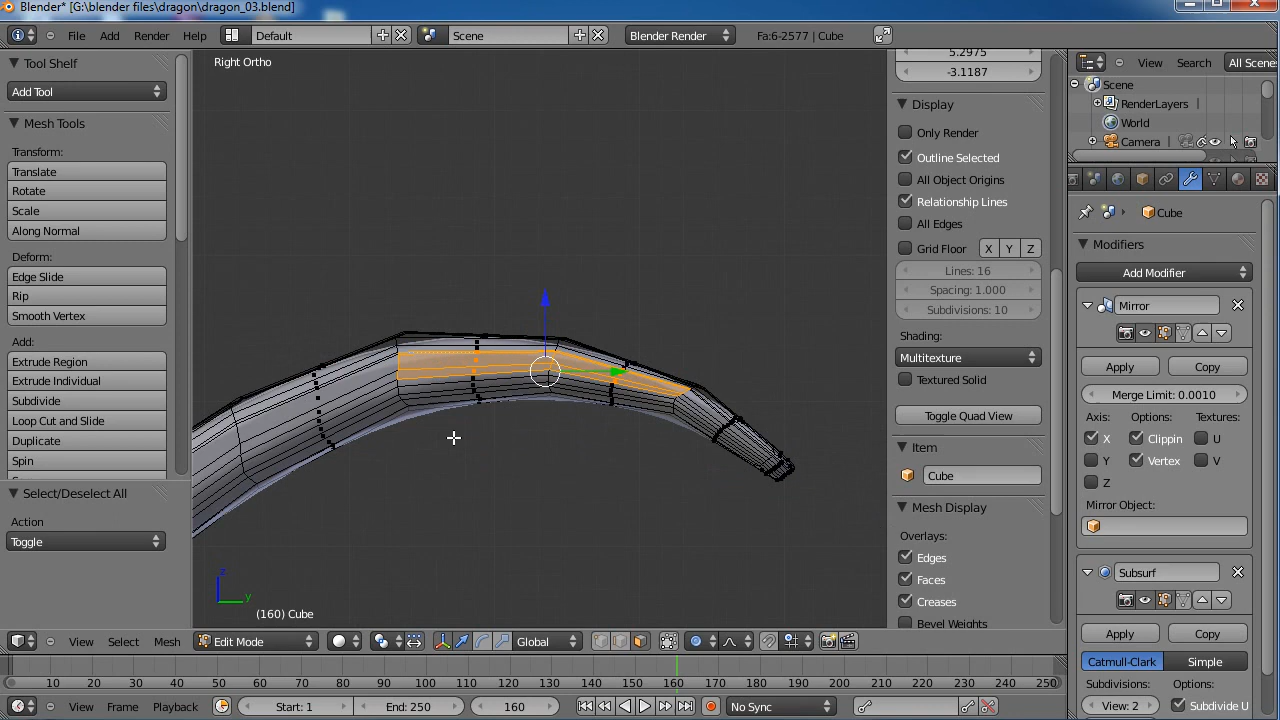 Blender* [G:\blender files\dragon\dragon_03.blend]
File Add Render Help Default Scene Blender Render Fa:6-2577 | Cube
Tool Shelf
Add Tool
Mesh Tools
Transform:
Translate
Rotate
Scale
Along Normal
Deform:
Edge Slide
Rip
Smooth Vertex
Add:
Extrude Region
Extrude Individual
Subdivide
Loop Cut and Slide
Duplicate
Spin
Select/Deselect All
Action
Toggle
Right Ortho
z
y
(160) Cube
5.2975
-3.1187
Display
Only Render
Outline Selected
All Object Origins
Relationship Lines
All Edges
Grid Floor X Y Z
Lines: 16
Spacing: 1.000
Subdivisions: 10
Shading:
Multitexture
Textured Solid
Toggle Quad View
Item
Cube
Mesh Display
Overlays:
Edges
Faces
Creases
Bevel Weights
View Search All Scene
Scene
RenderLayers
World
Camera
Cube
Modifiers
Add Modifier
Mirror
Apply Copy
Merge Limit: 0.0010
Axis: Options: Textures:
X Clippin U
Y Vertex V
Z
Mirror Object:
Subsurf
Apply Copy
Catmull-Clark Simple
Subdivisions: Options:
View: 2 Subdivide U
View Select Mesh Edit Mode Global
10 20 30 40 50 60 70 80 90 100 110 120 130 140 150 160 170 180 190 200 210 220 230 240 250
View Frame Playback Start: 1 End: 250 160 No Sync